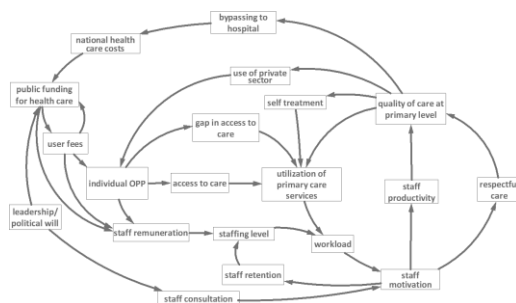 bypassing to
hospital
national health
care costs
use of private
sector
public funding
for health care
self treatment
quality of care at
primary level
gap in access to
care
user fees
individual OPP
access to care
utilization of
primary care
services
staff
productivity
respectful
care
leadership/
political will
staff remuneration
staffing level
workload
staff retention
staff
motivation
staff consultation